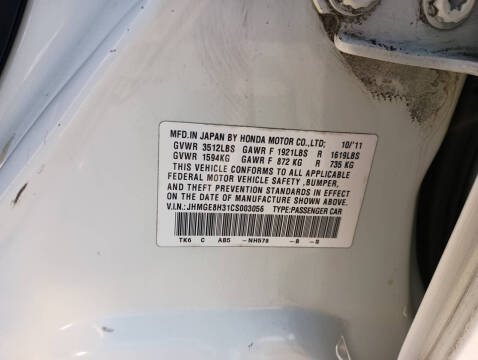 MFD.IN JAPAN BY HONDA MOTOR CO.,LTD; 10/'11
GVWR 3512LBS GAWR F 1921LBS R 1619LBS
GVWR 1594KG GAWR F 872 KG R 735 KG
THIS VEHICLE CONFORMS TO ALL APPLICABLE
FEDERAL MOTOR VEHICLE SAFETY ,BUMPER,
AND THEFT PREVENTION STANDARDS IN EFFECT
ON THE DATE OF MANUFACTURE SHOWN ABOVE.
V.I.N.: JHMGE8H31CS003056 TYPE:PASSENGER CAR
TK6 C AB5 -NH578 -B -S